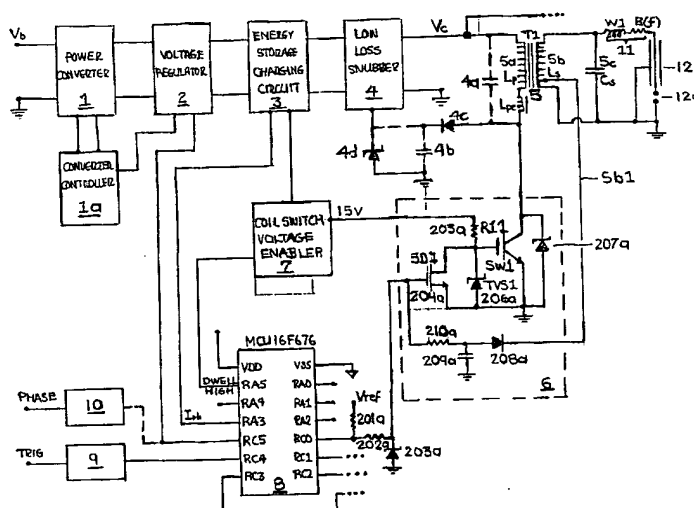 Vb
POWER CONVERTER 1
VOLTAGE REGULATOR 2
ENERGY STORAGE CHARGING CIRCUIT 3
LOW LOSS SNUBBER 4
Vc
T1
5a
Lp
5b
Ls
5
Lpe
4a
5c
Cs
W1
B(f)
11
12
CONVERTER CONTROLLER 1a
4d
4b
4c
5b1
COIL SWITCH VOLTAGE ENABLER 7
15V
203a
R11
SW1
207a
SD1
204a
TVS1
206a
210a
209a
208a
6
MCU16F676
VDD
VSS
DWELL HIGH
RA5
RA0
RA4
RA1
RA3
RA2
RC5
RC0
RC4
RC1
RC3
RC2
8
Vref
201a
202a
203a
PHASE
10
TRIG
9